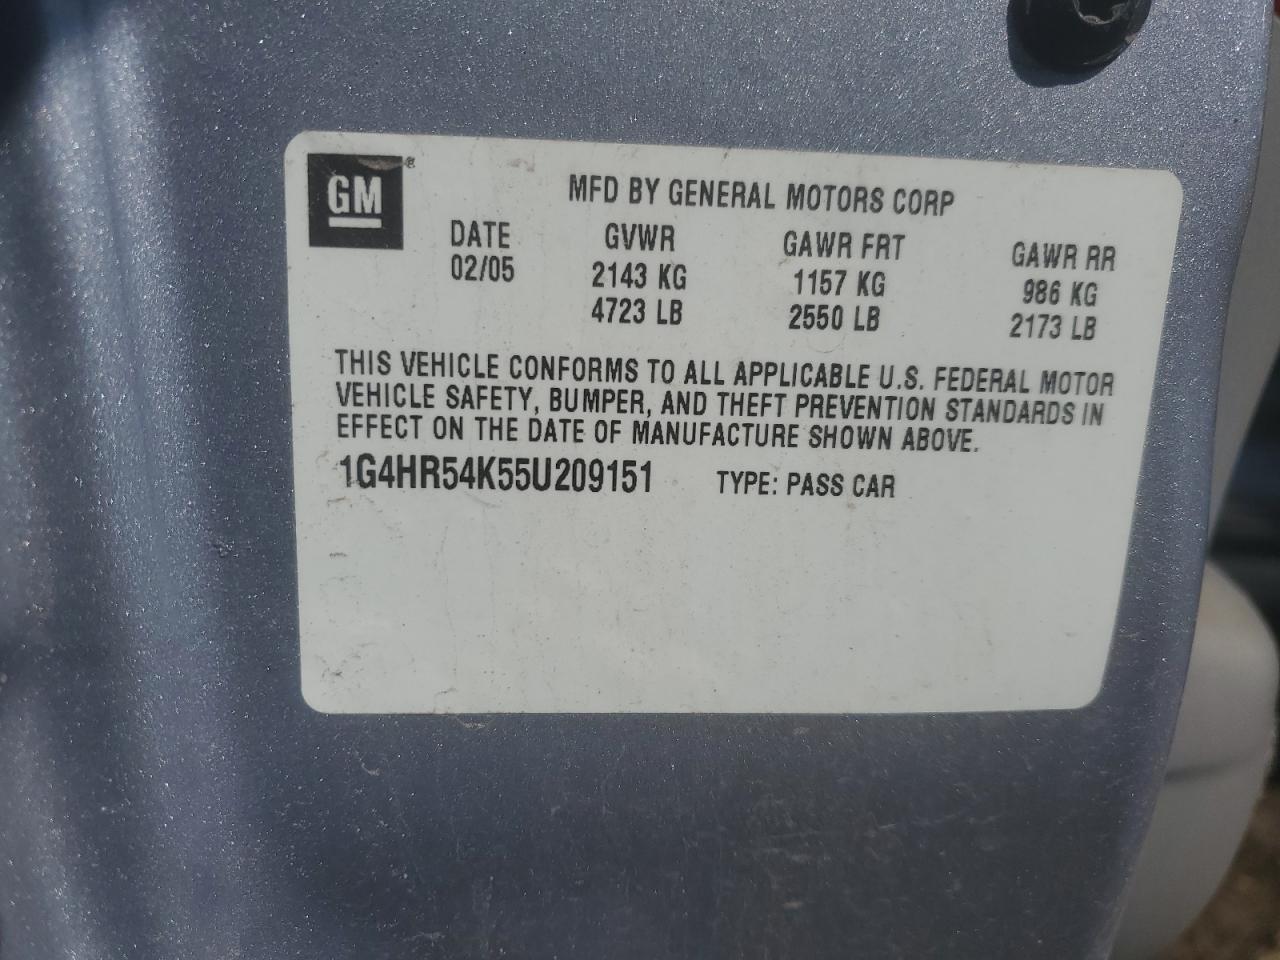 GM®
MFD BY GENERAL MOTORS CORP
DATE GVWR GAWR FRT GAWR RR
02/05 2143 KG 1157 KG 986 KG
4723 LB 2550 LB 2173 LB
THIS VEHICLE CONFORMS TO ALL APPLICABLE U.S. FEDERAL MOTOR
VEHICLE SAFETY, BUMPER, AND THEFT PREVENTION STANDARDS IN
EFFECT ON THE DATE OF MANUFACTURE SHOWN ABOVE.
1G4HR54K55U209151 TYPE: PASS CAR